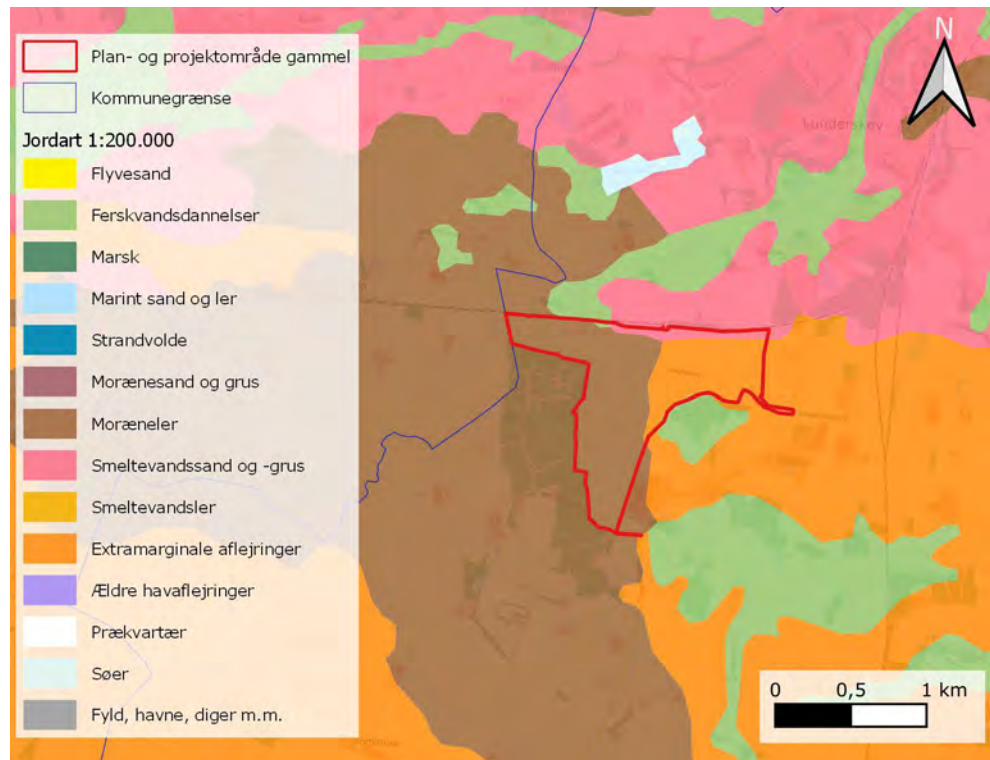 Plan- og projektområde gammel
Kommunegrænse
Jordart 1:200.000
Flyvesand
Ferskvandsdannelser
Marsk
Marint sand og ler
Strandvolde
Morænesand og grus
Moræneler
Smeltevandssand og -grus
Smeltevandsler
Extramarginale aflejringer
Ældre havaflejringer
Prækvartær
Søer
Fyld, havne, diger m.m.
N
Lunderskov
0 0,5 1 km